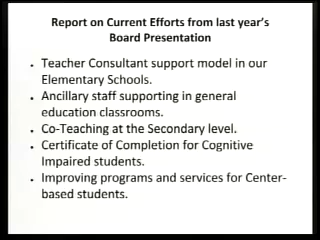 Report on Current Efforts from last year's
Board Presentation
• Teacher Consultant support model in our
Elementary Schools.
• Ancillary staff supporting in general
education classrooms.
• Co-Teaching at the Secondary level.
• Certificate of Completion for Cognitive
Impaired students.
• Improving programs and services for Center-
based students.